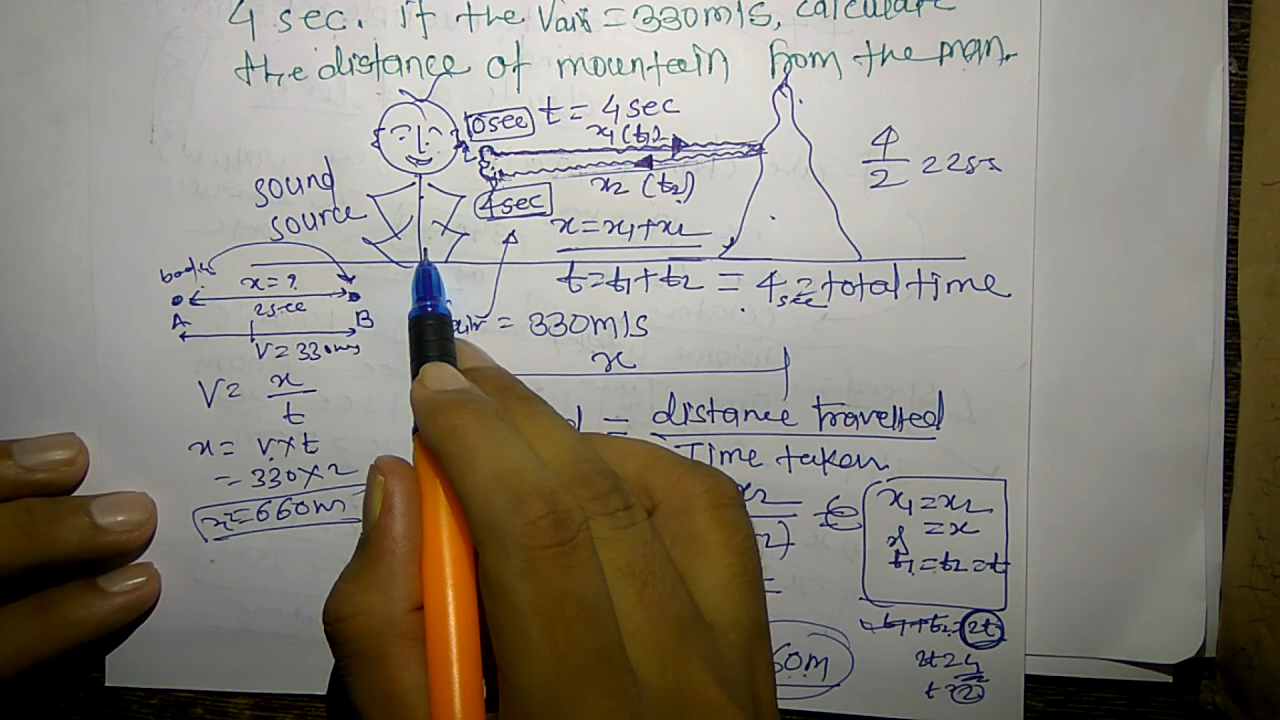 4 sec. if the Vair = 330m/s, calculate
the distance of mountain from the man.
0sec t = 4sec
x1(t1)
x2 (t2)
4sec
4/2 = 2sec
sound
source
x = x1+x2
t = t1 + t2 = 4sec = total time
x = ?
2sec
A B
V = 330m/s
air = 330m/s
x
V = x/t
x = v×t
= 330×2
x=660m
d = distance travelled
Time taken
x1 = x2
= x
t1 = t2 = t
t1+t2 = 2t
2t = 4
t = 2
60m